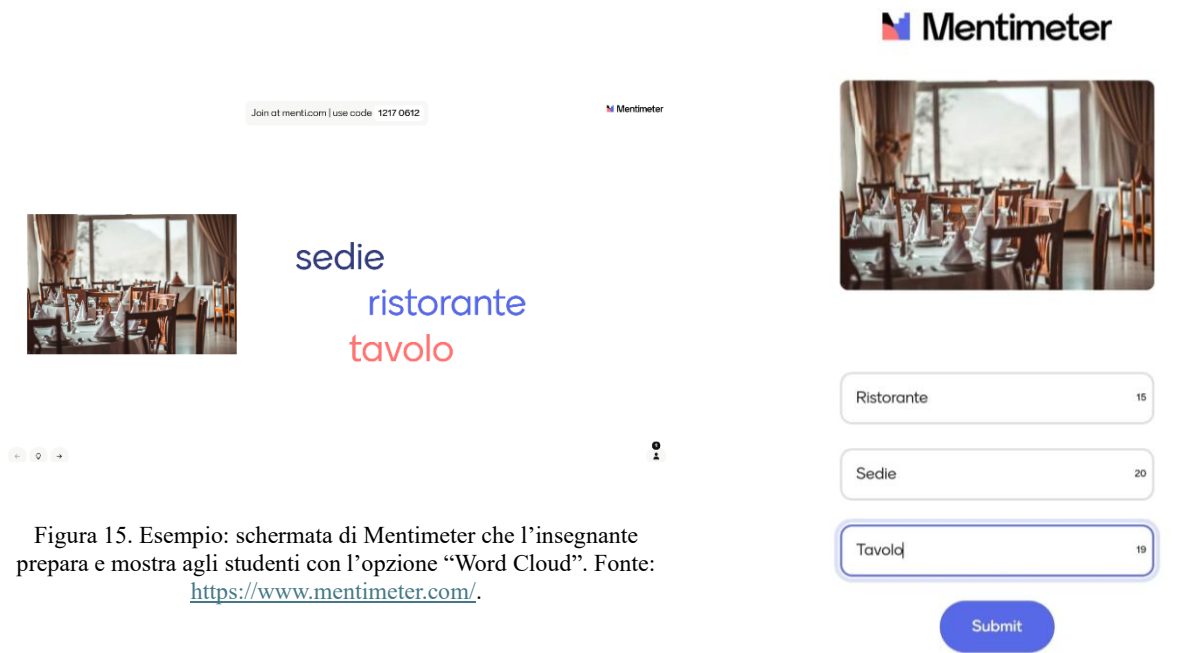 Join at menti.com | use code 1217 0612
Mentimeter
sedie
ristorante
tavolo
Figura 15. Esempio: schermata di Mentimeter che l’insegnante
prepara e mostra agli studenti con l’opzione “Word Cloud”. Fonte:
https://www.mentimeter.com/.
Mentimeter
Ristorante 15
Sedie 20
Tavolo 19
Submit